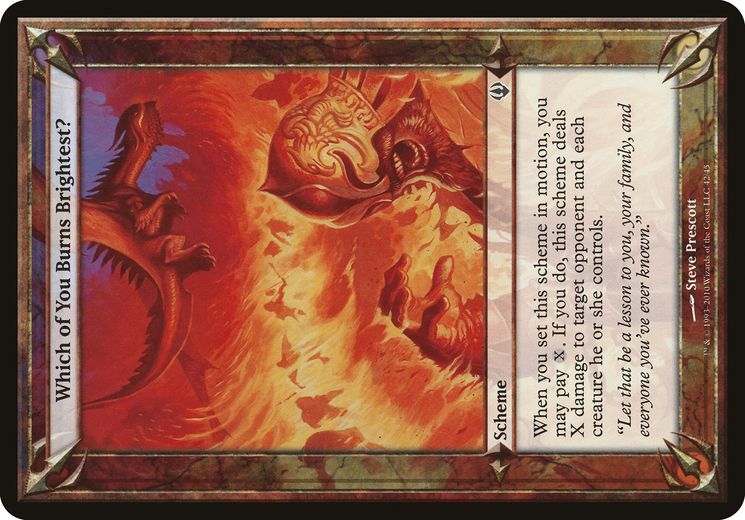 Which of You Burns Brightest?
Scheme
When you set this scheme in motion, you
may pay X. If you do, this scheme deals
X damage to target opponent and each
creature he or she controls.
“Let that be a lesson to you, your family, and
everyone you’ve ever known.”
Steve Prescott
™ & © 1993–2010 Wizards of the Coast LLC 42/45